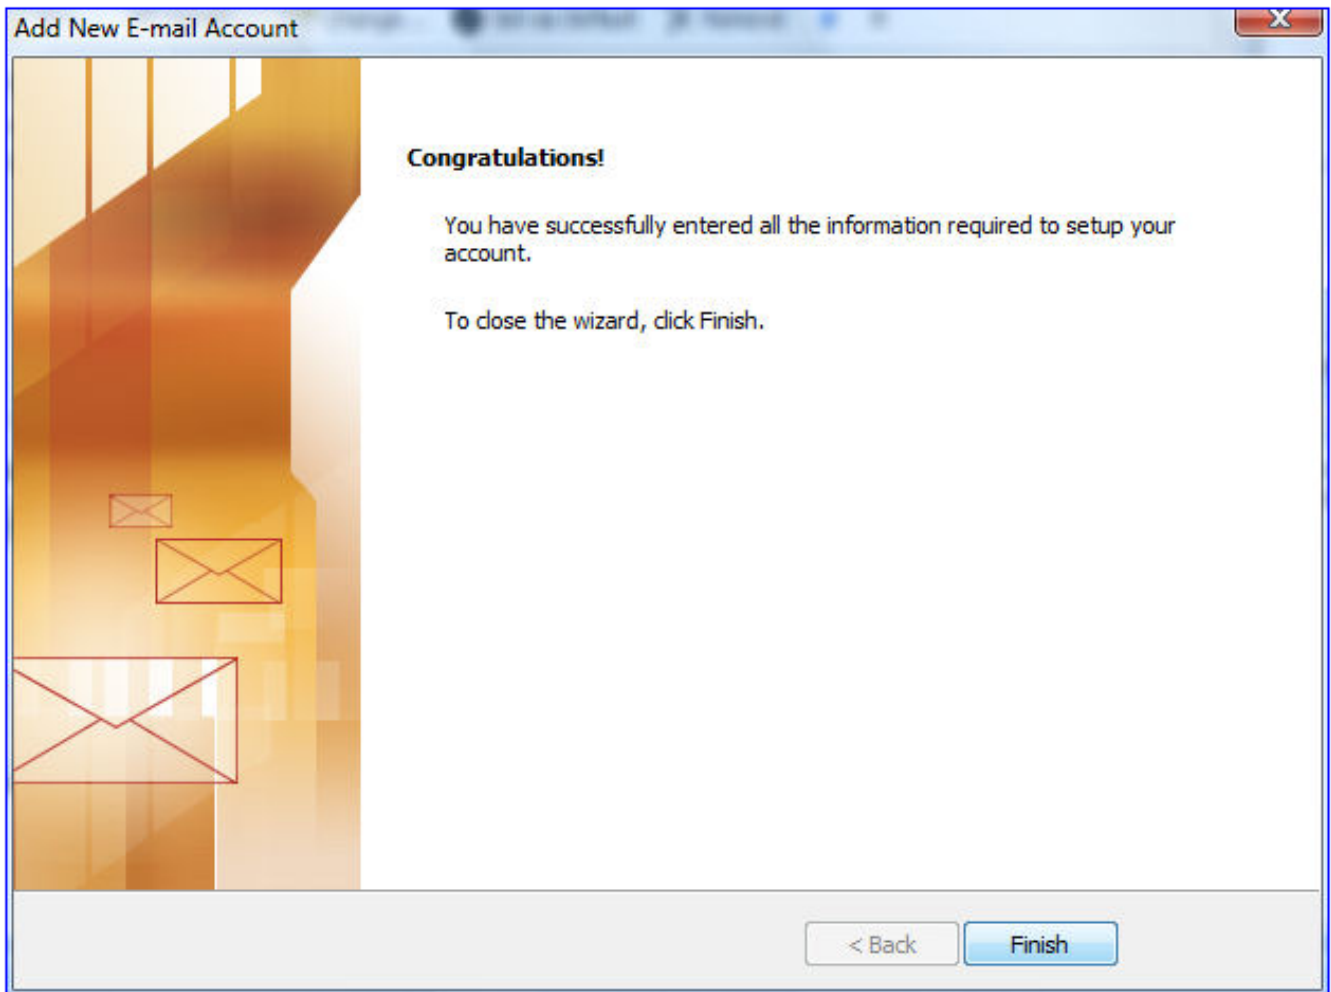 Add New E-mail Account
Congratulations!
You have successfully entered all the information required to setup your
account.
To close the wizard, click Finish.
< Back
Finish